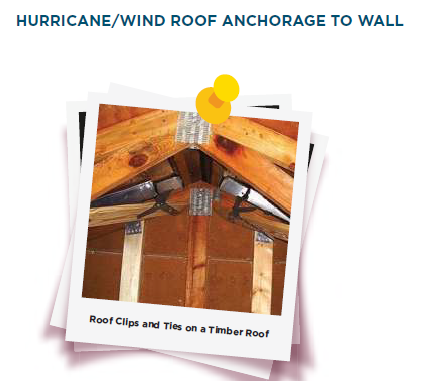 HURRICANE/WIND ROOF ANCHORAGE TO WALL
Roof Clips and Ties on a Timber Roof